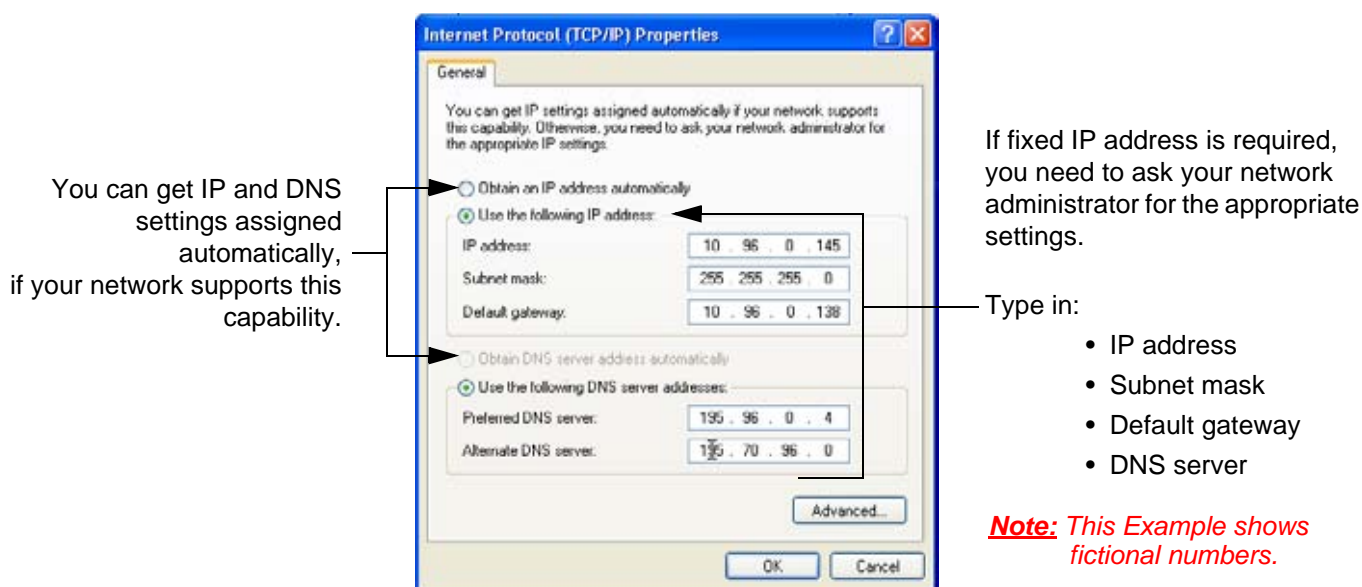 Internet Protocol (TCP/IP) Properties
General
You can get IP settings assigned automatically if your network supports
this capability. Otherwise, you need to ask your network administrator for
the appropriate IP settings.
Obtain an IP address automatically
Use the following IP address:
IP address: 10 . 96 . 0 . 145
Subnet mask: 255 . 255 . 255 . 0
Default gateway: 10 . 96 . 0 . 138
Obtain DNS server address automatically
Use the following DNS server addresses:
Preferred DNS server: 195 . 96 . 0 . 4
Alternate DNS server: 195 . 70 . 96 . 0
Advanced...
OK Cancel
You can get IP and DNS
settings assigned
automatically,
if your network supports this
capability.
If fixed IP address is required,
you need to ask your network
administrator for the appropriate
settings.
Type in:
• IP address
• Subnet mask
• Default gateway
• DNS server
Note: This Example shows
fictional numbers.